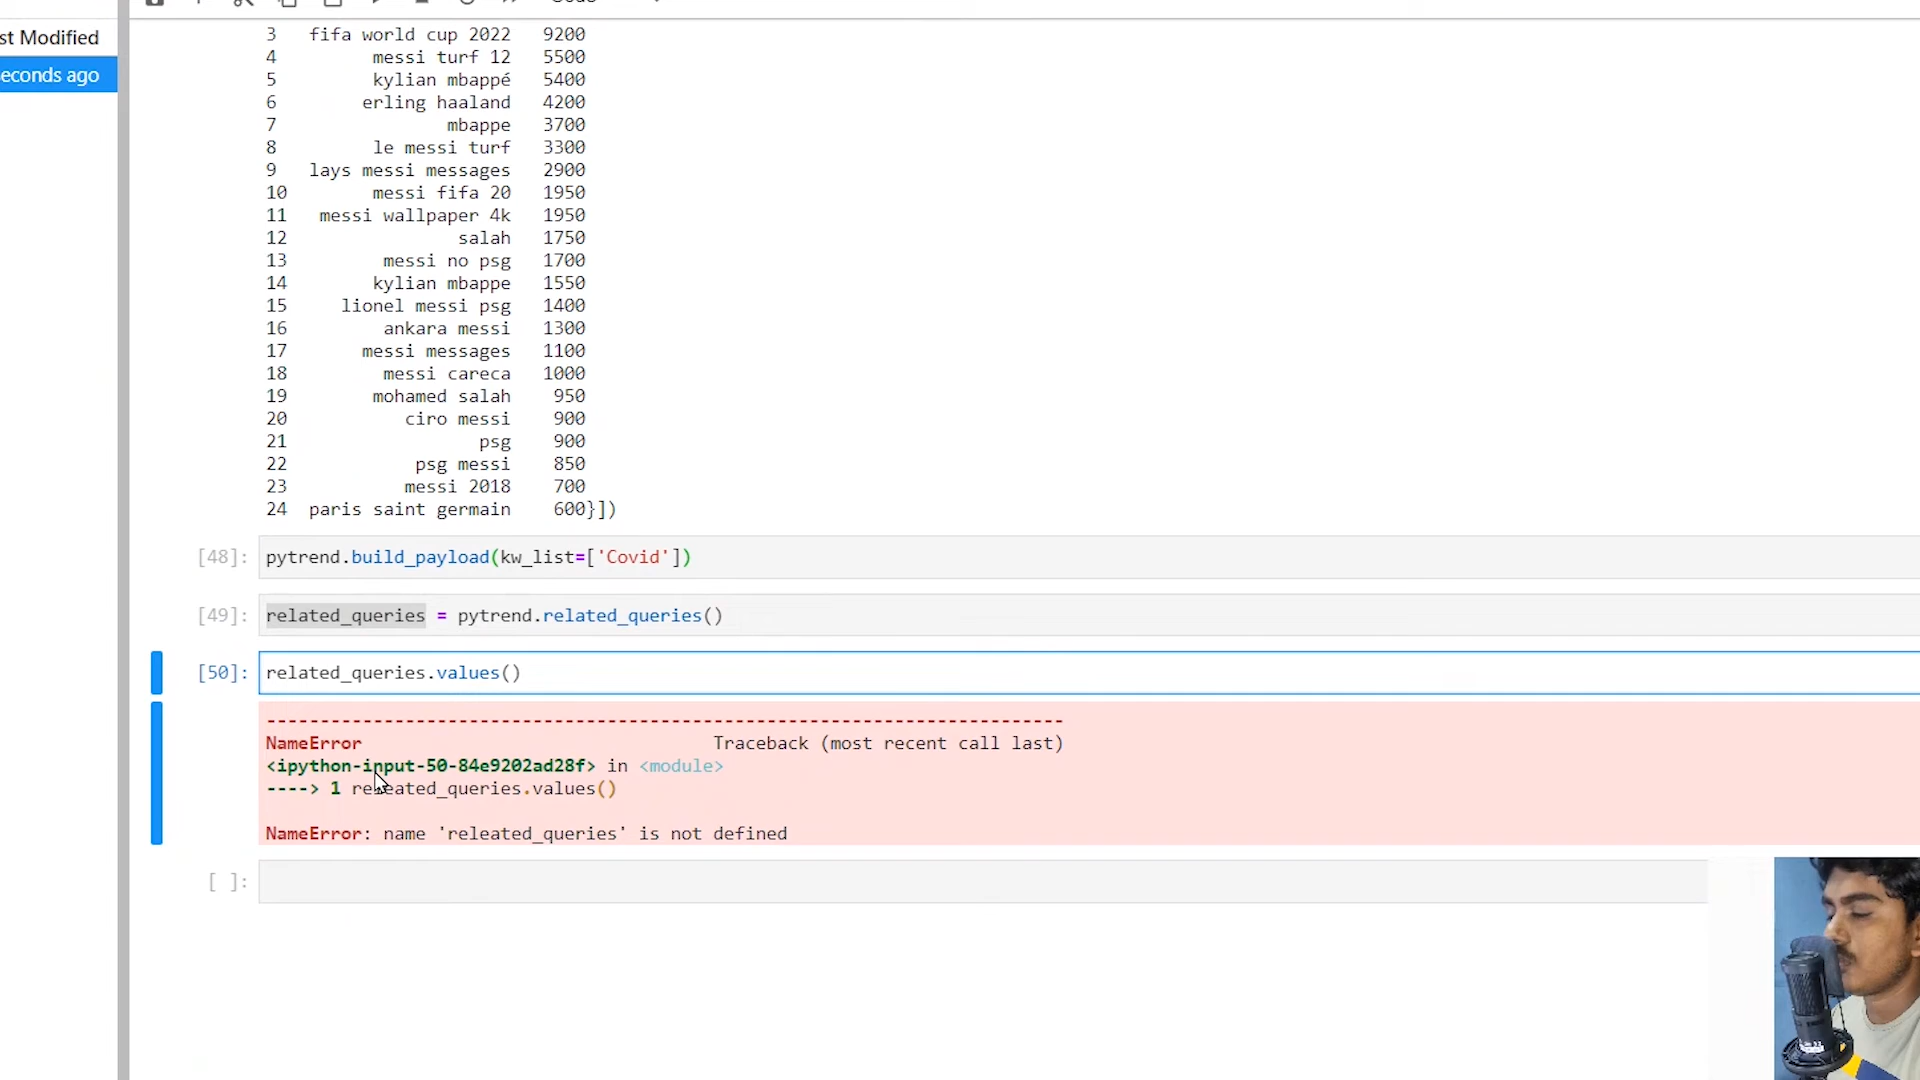 Code
st Modified
econds ago
3 fifa world cup 2022 9200
4 messi turf 12 5500
5 kylian mbappé 5400
6 erling haaland 4200
7 mbappe 3700
8 le messi turf 3300
9 lays messi messages 2900
10 messi fifa 20 1950
11 messi wallpaper 4k 1950
12 salah 1750
13 messi no psg 1700
14 kylian mbappe 1550
15 lionel messi psg 1400
16 ankara messi 1300
17 messi messages 1100
18 messi careca 1000
19 mohamed salah 950
20 ciro messi 900
21 psg 900
22 psg messi 850
23 messi 2018 700
24 paris saint germain 600}])
[48]: pytrend.build_payload(kw_list=['Covid'])
[49]: related_queries = pytrend.related_queries()
[50]: related_queries.values()
---------------------------------------------------------------------------
NameError Traceback (most recent call last)
<ipython-input-50-84e9202ad28f> in <module>
----> 1 releated_queries.values()
NameError: name 'releated_queries' is not defined
[ ]: